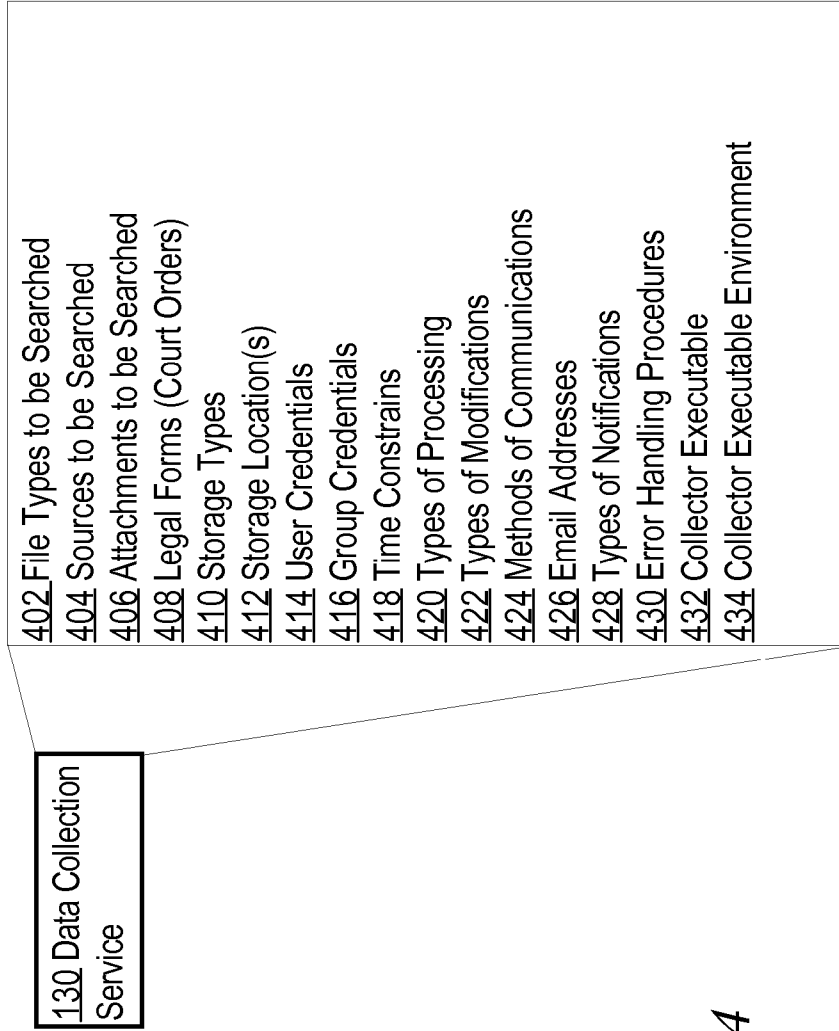 130 Data Collection
Service
402 File Types to be Searched
404 Sources to be Searched
406 Attachments to be Searched
408 Legal Forms (Court Orders)
410 Storage Types
412 Storage Location(s)
414 User Credentials
416 Group Credentials
418 Time Constrains
420 Types of Processing
422 Types of Modifications
424 Methods of Communications
426 Email Addresses
428 Types of Notifications
430 Error Handling Procedures
432 Collector Executable
434 Collector Executable Environment
4